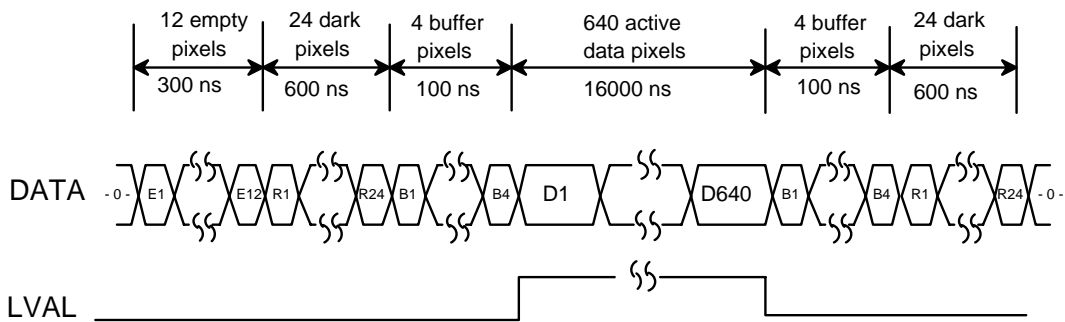 12 empty
pixels
24 dark
pixels
4 buffer
pixels
640 active
data pixels
4 buffer
pixels
24 dark
pixels
300 ns
600 ns
100 ns
16000 ns
100 ns
600 ns
DATA - 0 - E1 E12 R1 R24 B1 B4 D1 D640 B1 B4 R1 R24 - 0 -
LVAL